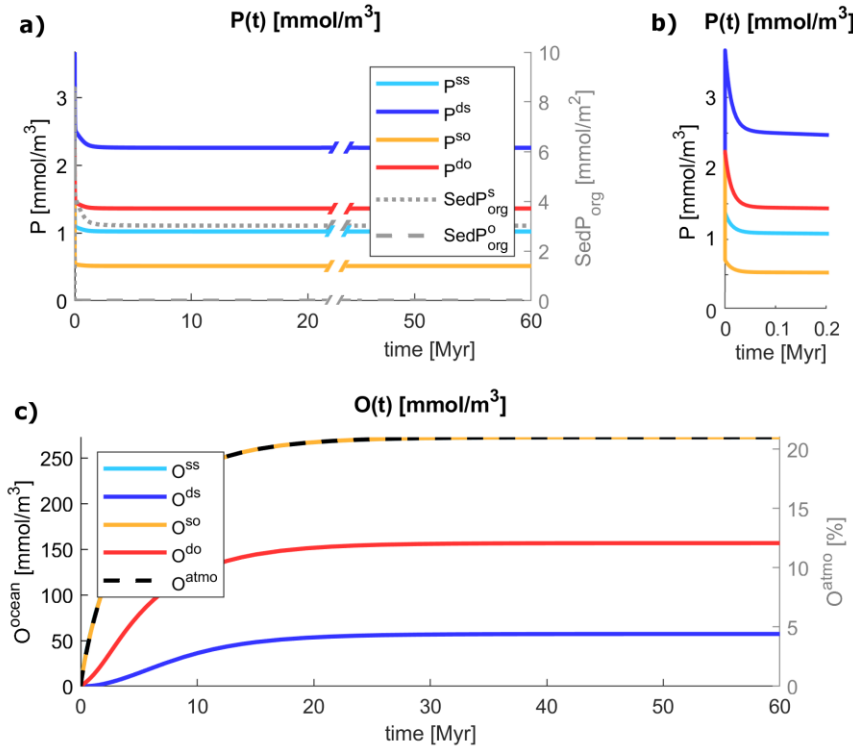 a)
P(t) [mmol/m³]
P [mmol/m³]
0
1
2
3
0
10
20
50
60
time [Myr]
0
2
4
6
8
10
SedP_org [mmol/m²]
P^ss
P^ds
P^so
P^do
SedP^s_org
SedP^o_org
b)
P(t) [mmol/m³]
P [mmol/m³]
0
1
2
3
0
0.1
0.2
time [Myr]
c)
O(t) [mmol/m³]
O^ocean [mmol/m³]
0
50
100
150
200
250
0
10
20
30
40
50
60
time [Myr]
0
5
10
15
20
O^atmo [%]
O^ss
O^ds
O^so
O^do
O^atmo